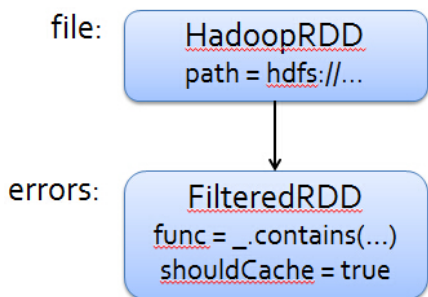 file:
HadoopRDD
path = hdfs://...
errors:
FilteredRDD
func = _.contains(...)
shouldCache = true